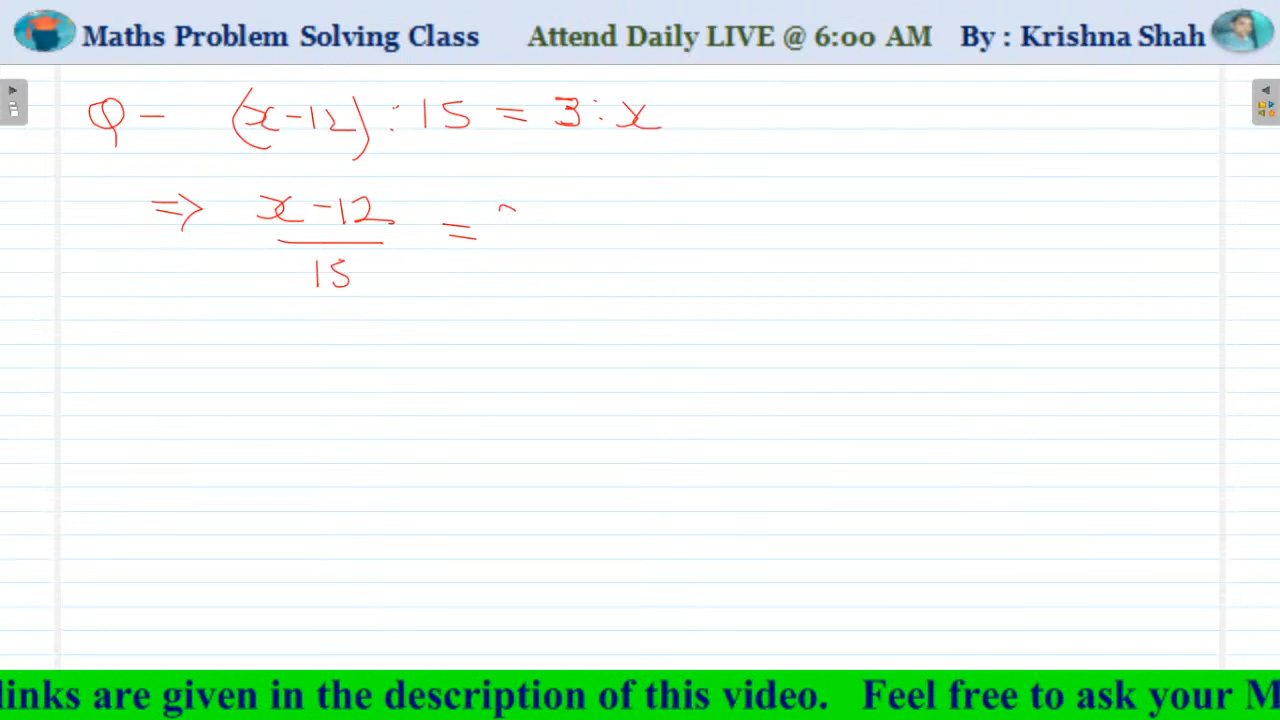 Maths Problem Solving Class Attend Daily LIVE @ 6:00 AM By : Krishna Shah
Q - (x-12) : 15 = 3 : x
⇒ x-12 =
15
links are given in the description of this video. Feel free to ask your M